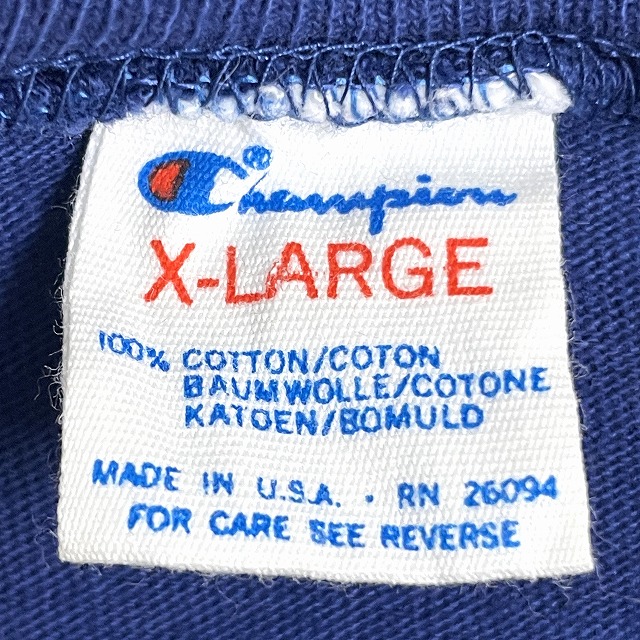 Champion®
X-LARGE
100% COTTON/COTON
BAUMWOLLE/COTONE
KATOEN/BOMULD
MADE IN U.S.A. · RN 26094
FOR CARE SEE REVERSE